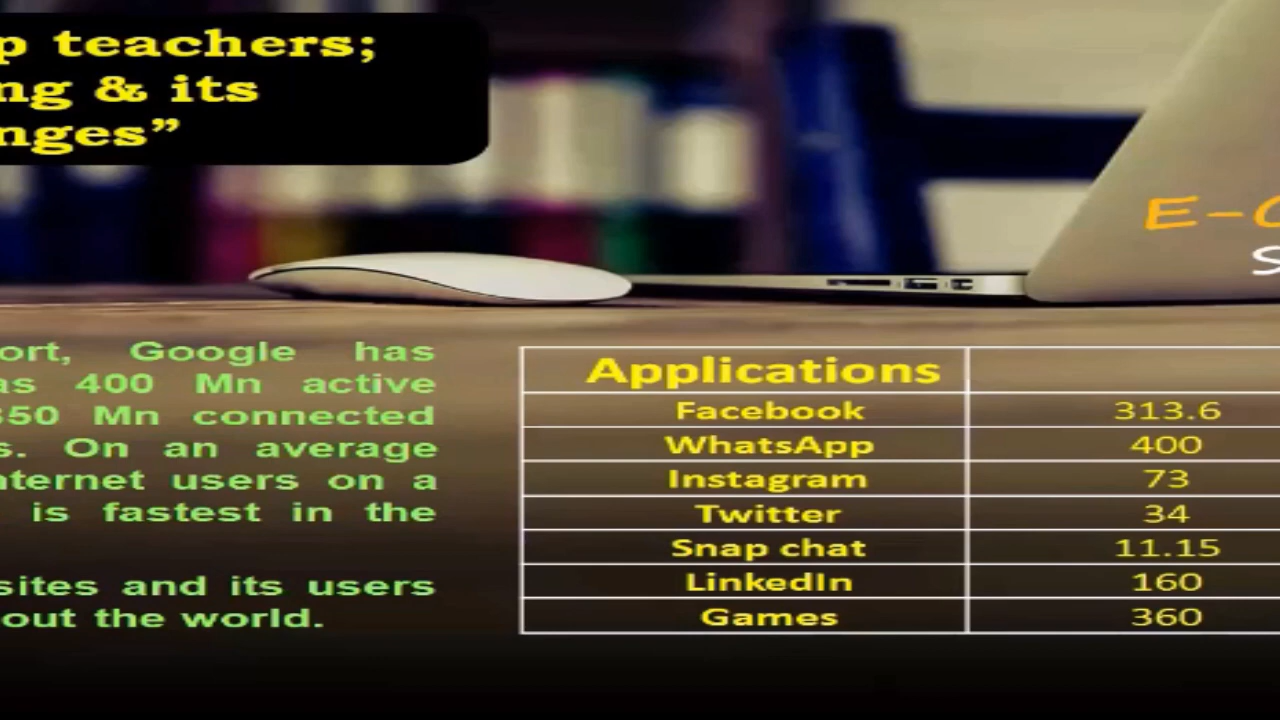 p teachers;
ng & its
nges”
E-
S
ort, Google has
as 400 Mn active
350 Mn connected
s. On an average
nternet users on a
is fastest in the
sites and its users
out the world.
Applications
Facebook 313.6
WhatsApp 400
Instagram 73
Twitter 34
Snap chat 11.15
LinkedIn 160
Games 360